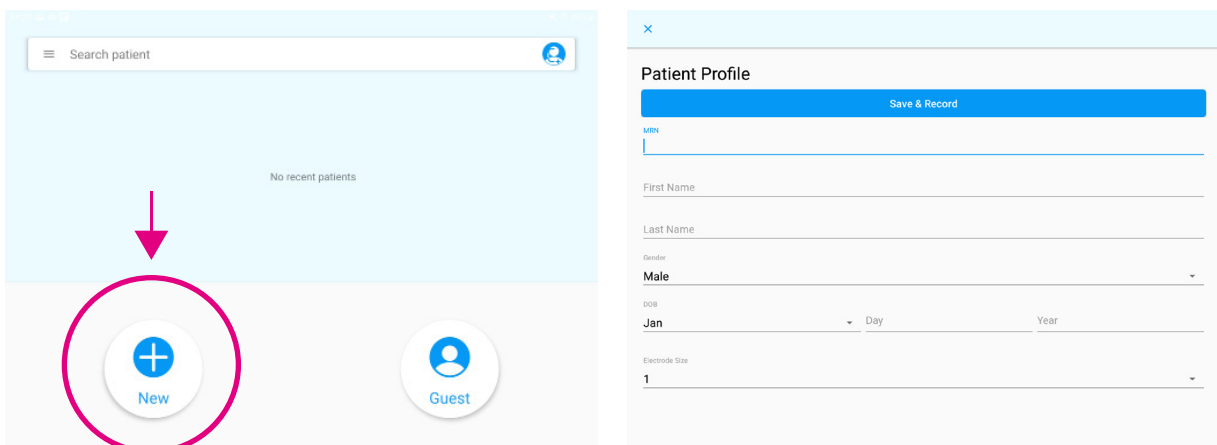 Search patient
No recent patients
New
Guest
Patient Profile
Save & Record
MRN
First Name
Last Name
Gender
Male
DOB
Jan Day Year
Electrode Size
1